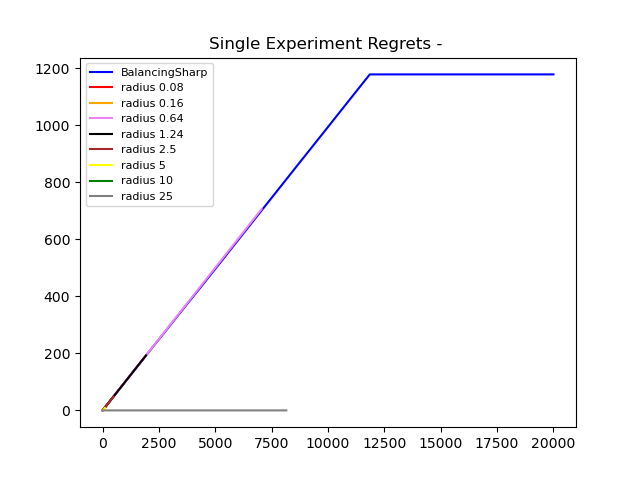 Single Experiment Regrets -
1200
1000
800
600
400
200
0
BalancingSharp
radius 0.08
radius 0.16
radius 0.64
radius 1.24
radius 2.5
radius 5
radius 10
radius 25
0 2500 5000 7500 10000 12500 15000 17500 20000